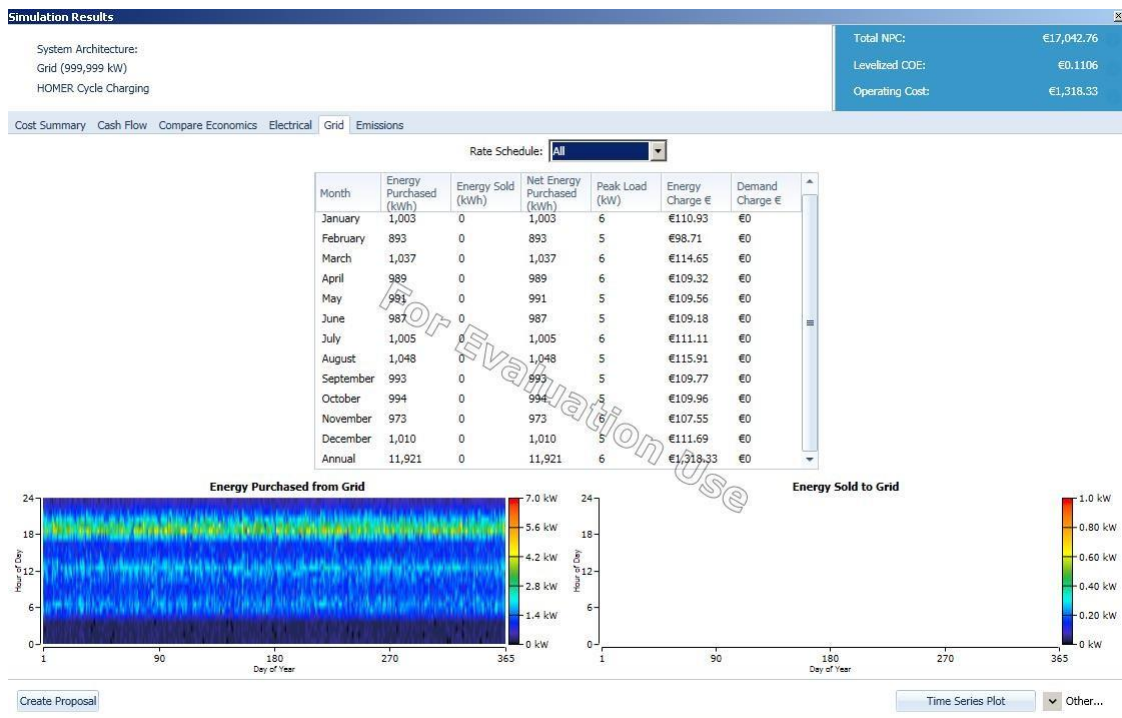 Simulation Results
System Architecture:
Grid (999,999 kW)
HOMER Cycle Charging
Total NPC: €17,042.76
Levelized COE: €0.1106
Operating Cost: €1,318.33
Cost Summary Cash Flow Compare Economics Electrical Grid Emissions
Rate Schedule: All
Month Energy Purchased (kWh) Energy Sold (kWh) Net Energy Purchased (kWh) Peak Load (kW) Energy Charge € Demand Charge €
January 1,003 0 1,003 6 €110.93 €0
February 893 0 893 5 €98.71 €0
March 1,037 0 1,037 6 €114.65 €0
April 989 0 989 6 €109.32 €0
May 991 0 991 5 €109.56 €0
June 987 0 987 5 €109.18 €0
July 1,005 0 1,005 6 €111.11 €0
August 1,048 0 1,048 5 €115.91 €0
September 993 0 993 5 €109.77 €0
October 994 0 994 5 €109.96 €0
November 973 0 973 6 €107.55 €0
December 1,010 0 1,010 5 €111.69 €0
Annual 11,921 0 11,921 6 €1,318.33 €0
For Evaluation Use
Energy Purchased from Grid
24
18
12
6
0
Hour of Day
1 90 180 270 365
Day of Year
7.0 kW
5.6 kW
4.2 kW
2.8 kW
1.4 kW
0 kW
Energy Sold to Grid
24
18
12
6
0
Hour of Day
1 90 180 270 365
Day of Year
1.0 kW
0.80 kW
0.60 kW
0.40 kW
0.20 kW
0 kW
Create Proposal
Time Series Plot
Other...